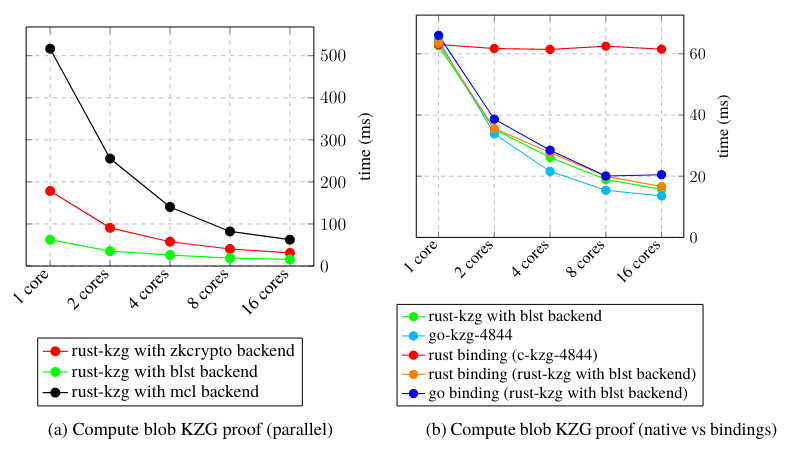 500
400
300
200
100
0
time (ms)
1 core
2 cores
4 cores
8 cores
16 cores
rust-kzg with zkcrypto backend
rust-kzg with blst backend
rust-kzg with mcl backend
(a) Compute blob KZG proof (parallel)
60
40
20
0
time (ms)
1 core
2 cores
4 cores
8 cores
16 cores
rust-kzg with blst backend
go-kzg-4844
rust binding (c-kzg-4844)
rust binding (rust-kzg with blst backend)
go binding (rust-kzg with blst backend)
(b) Compute blob KZG proof (native vs bindings)